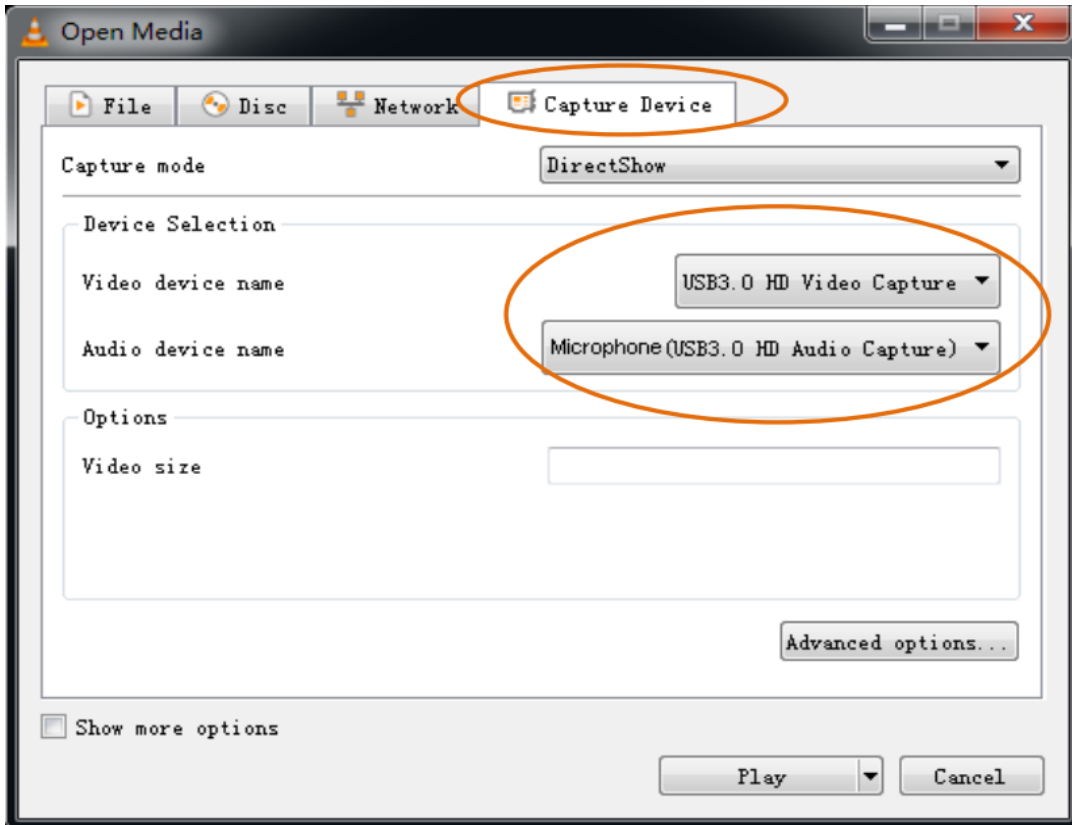 Open Media
File Disc Network Capture Device
Capture mode DirectShow
Device Selection
Video device name USB3.0 HD Video Capture
Audio device name Microphone(USB3.0 HD Audio Capture)
Options
Video size
Advanced options...
Show more options
Play Cancel